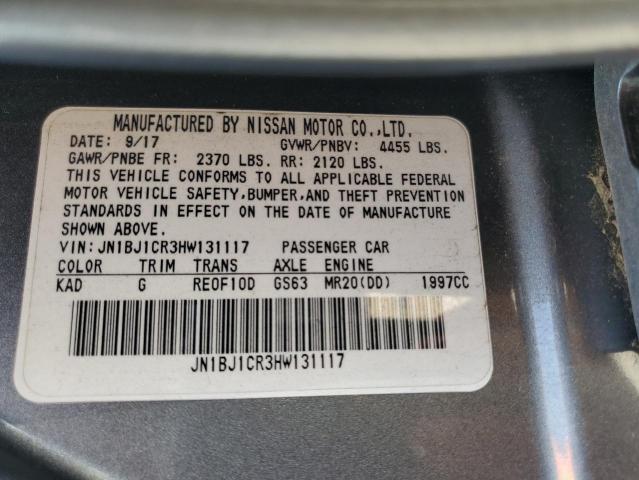 MANUFACTURED BY NISSAN MOTOR CO.,LTD.
DATE: 9/17 GVWR/PNBV: 4455 LBS.
GAWR/PNBE FR: 2370 LBS. RR: 2120 LBS.
THIS VEHICLE CONFORMS TO ALL APPLICABLE FEDERAL
MOTOR VEHICLE SAFETY,BUMPER,AND THEFT PREVENTION
STANDARDS IN EFFECT ON THE DATE OF MANUFACTURE
SHOWN ABOVE.
VIN:JN1BJ1CR3HW131117 PASSENGER CAR
COLOR TRIM TRANS AXLE ENGINE
KAD G RE0F10D GS63 MR20(DD) 1997CC
JN1BJ1CR3HW131117